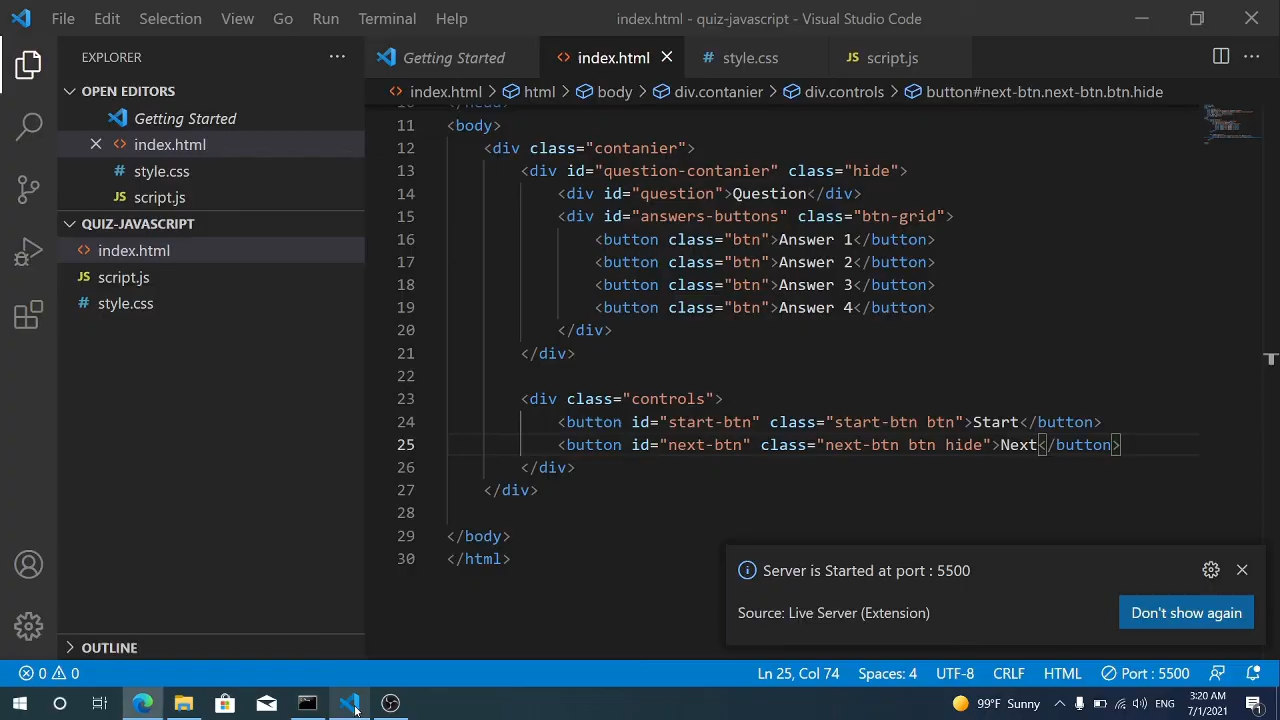 File Edit Selection View Go Run Terminal Help
index.html - quiz-javascript - Visual Studio Code
EXPLORER
OPEN EDITORS
Getting Started
index.html
style.css
script.js
QUIZ-JAVASCRIPT
index.html
script.js
style.css
OUTLINE
Getting Started
index.html
style.css
script.js
index.html > html > body > div.contanier > div.controls > button#next-btn.next-btn.btn.hide
10 </head>
11 <body>
12 <div class="contanier">
13 <div id="question-contanier" class="hide">
14 <div id="question">Question</div>
15 <div id="answers-buttons" class="btn-grid">
16 <button class="btn">Answer 1</button>
17 <button class="btn">Answer 2</button>
18 <button class="btn">Answer 3</button>
19 <button class="btn">Answer 4</button>
20 </div>
21 </div>
22
23 <div class="controls">
24 <button id="start-btn" class="start-btn btn">Start</button>
25 <button id="next-btn" class="next-btn btn hide">Next</button>
26 </div>
27 </div>
28
29 </body>
30 </html>
Server is Started at port : 5500
Source: Live Server (Extension)
Don't show again
0 0
Ln 25, Col 74 Spaces: 4 UTF-8 CRLF HTML Port : 5500
99°F Sunny ENG
3:20 AM
7/1/2021
1